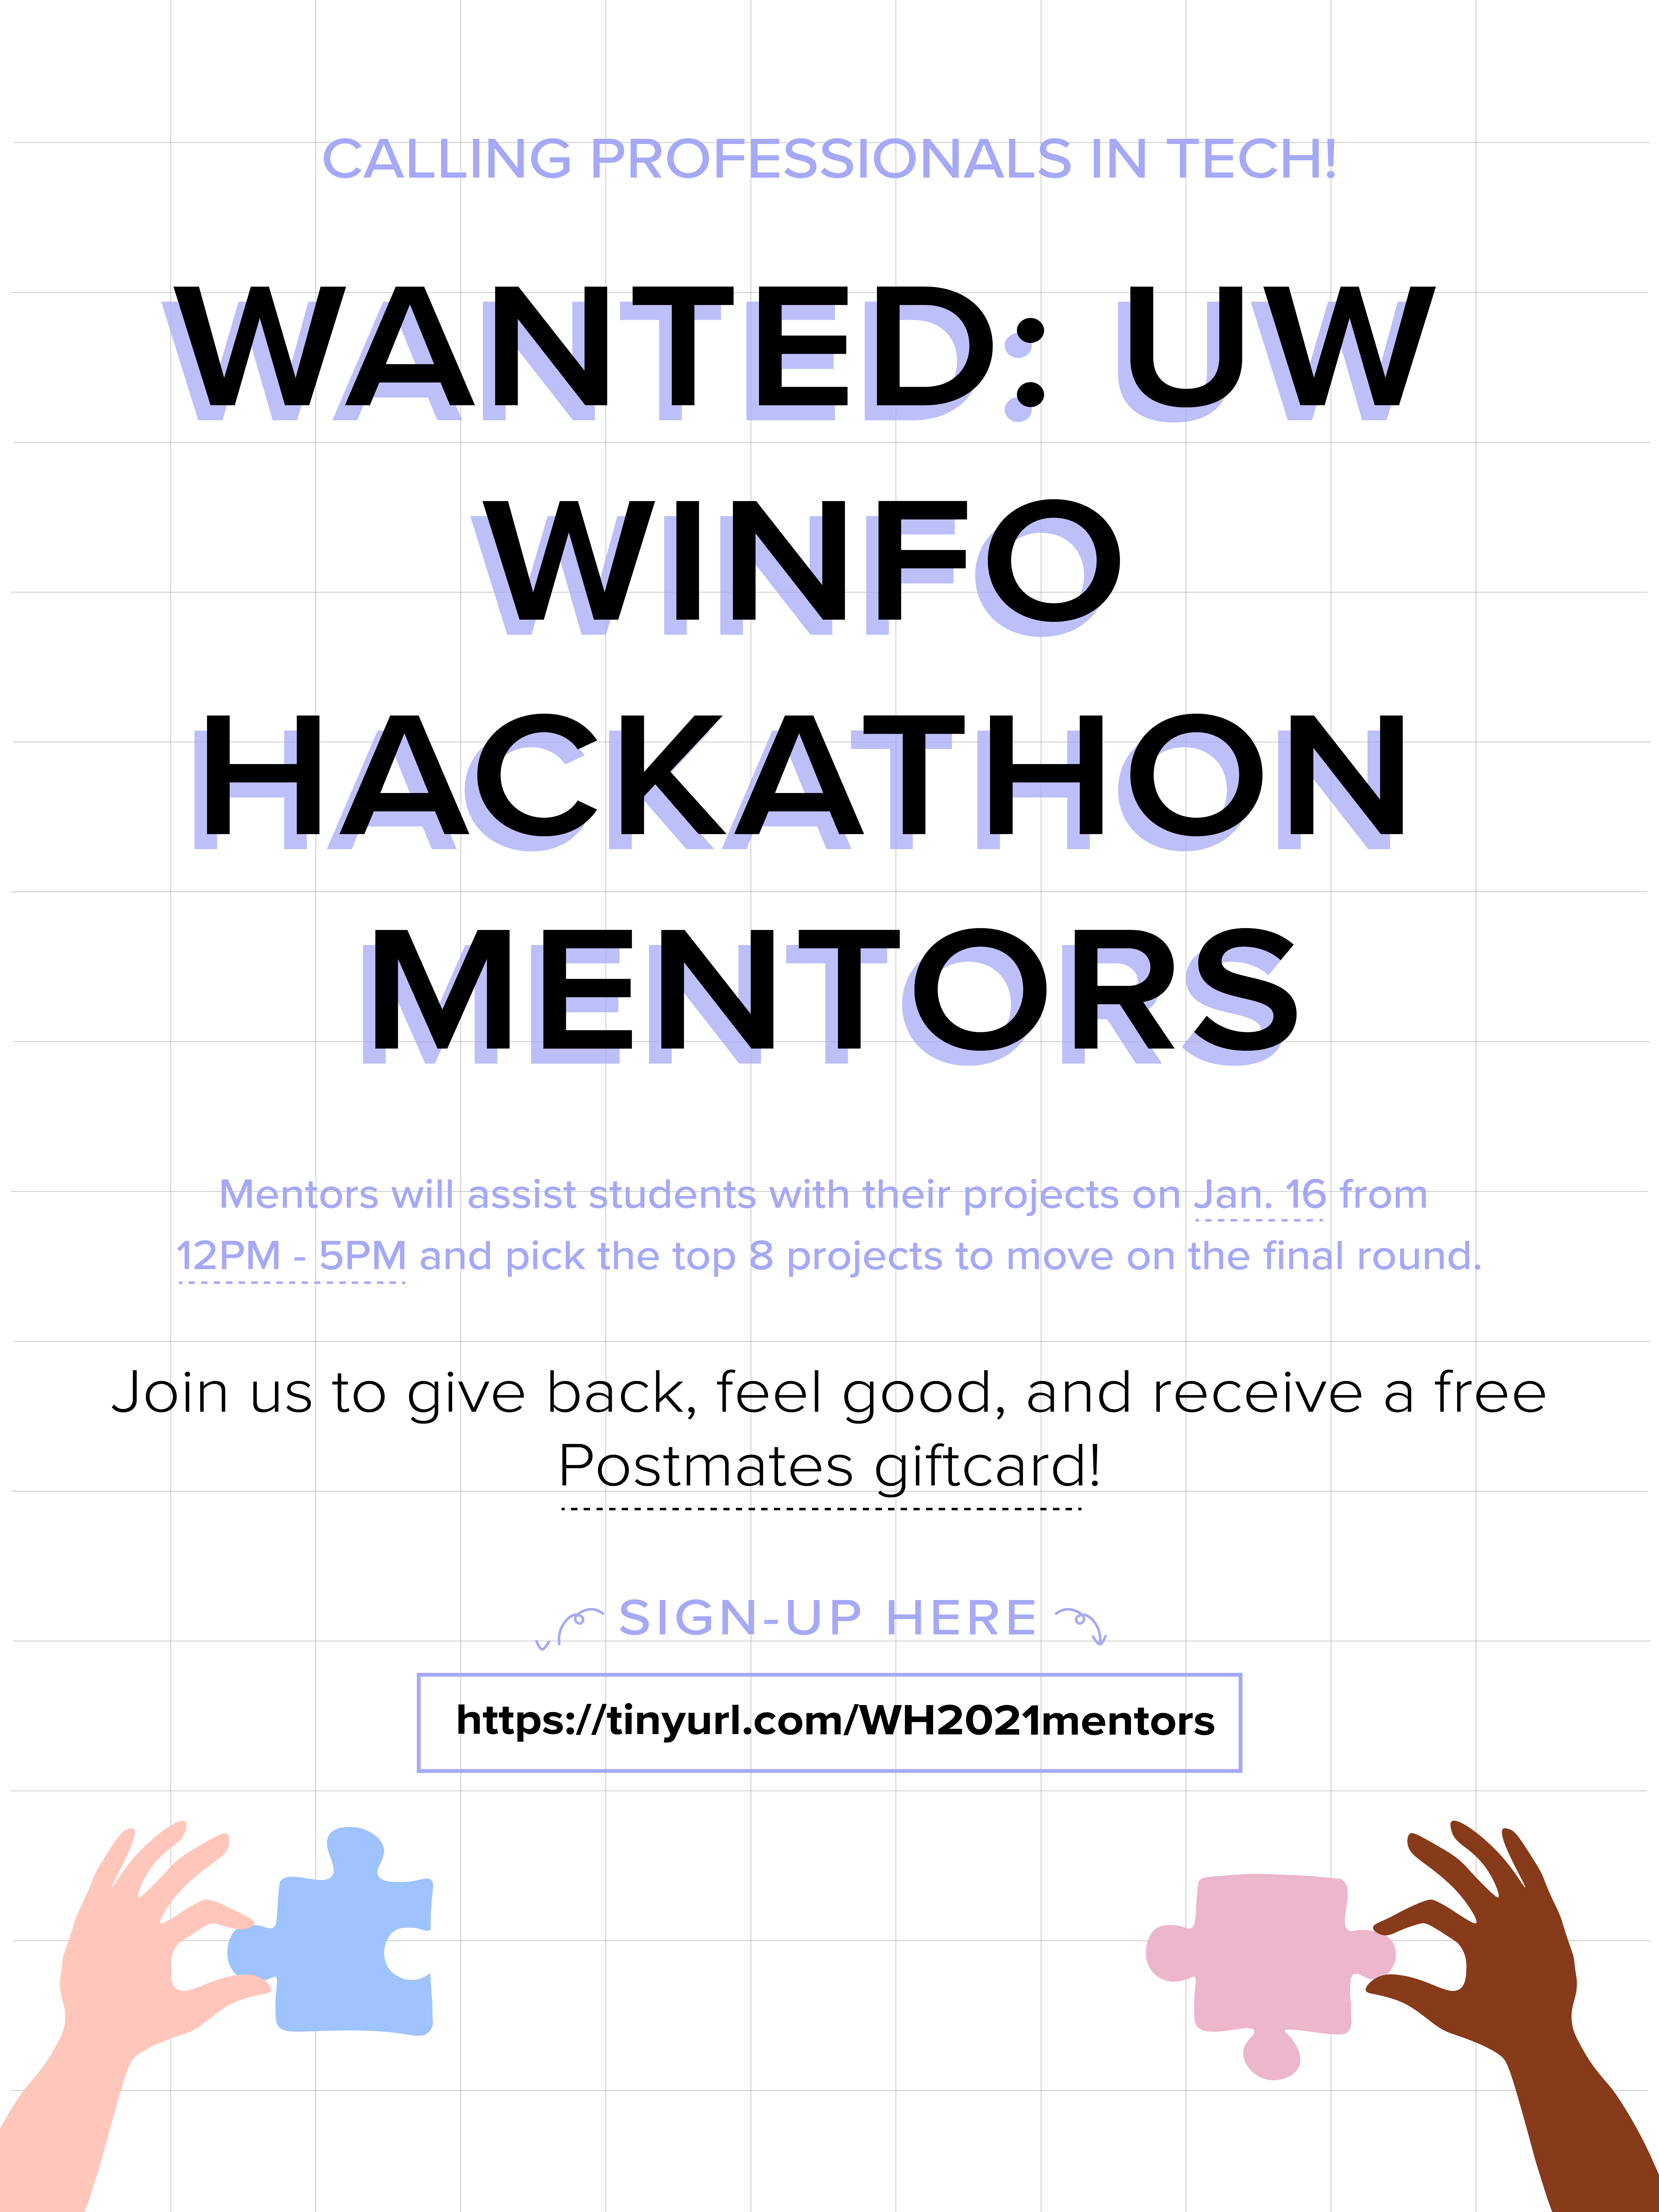 CALLING PROFESSIONALS IN TECH!
WANTED: UW
WINFO
HACKATHON
MENTORS
Mentors will assist students with their projects on Jan. 16 from
12PM - 5PM and pick the top 8 projects to move on the final round.
Join us to give back, feel good, and receive a free
Postmates giftcard!
SIGN-UP HERE
https://tinyurl.com/WH2021mentors